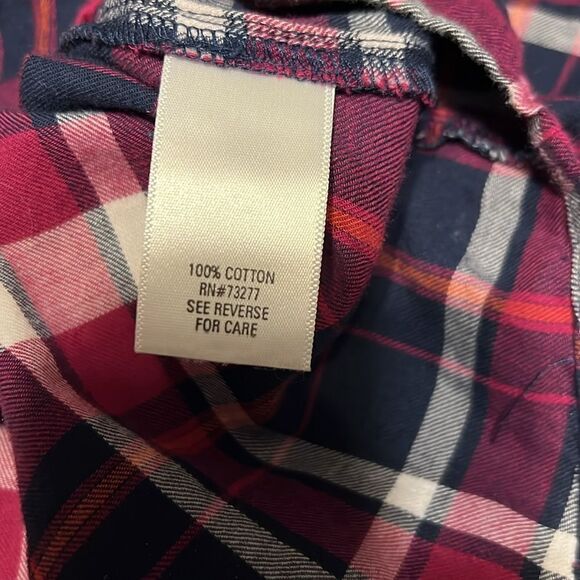 100% COTTON
RN#73277
SEE REVERSE
FOR CARE